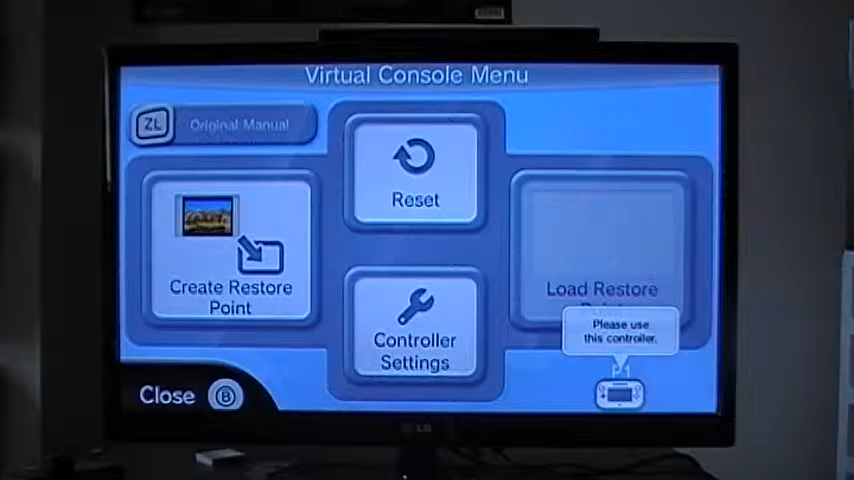 Virtual Console Menu
ZL Original Manual
Reset
Create Restore
Point
Load Restore
Controller
Settings
Please use
this controller.
P1
Close B
LG